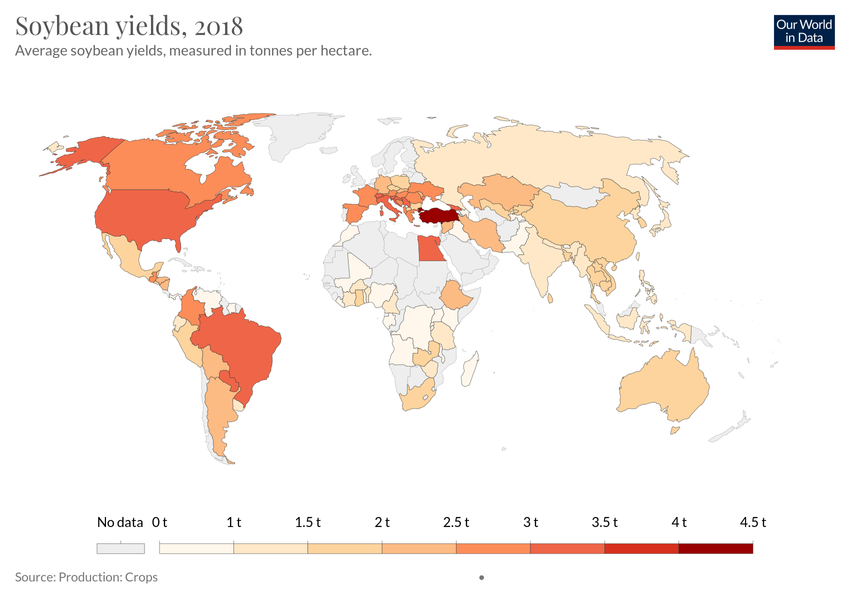 Soybean yields, 2018
Average soybean yields, measured in tonnes per hectare.
Our World
in Data
No data 0 t 1 t 1.5 t 2 t 2.5 t 3 t 3.5 t 4 t 4.5 t
Source: Production: Crops